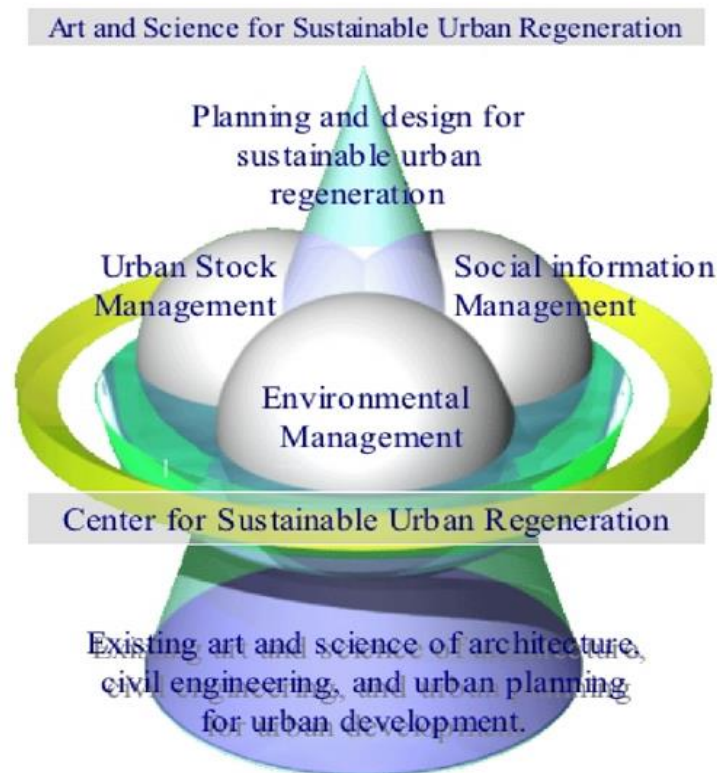 Art and Science for Sustainable Urban Regeneration
Planning and design for
sustainable urban
regeneration
Urban Stock
Management
Social information
Management
Environmental
Management
Center for Sustainable Urban Regeneration
Existing art and science of architecture,
civil engineering, and urban planning
for urban development.